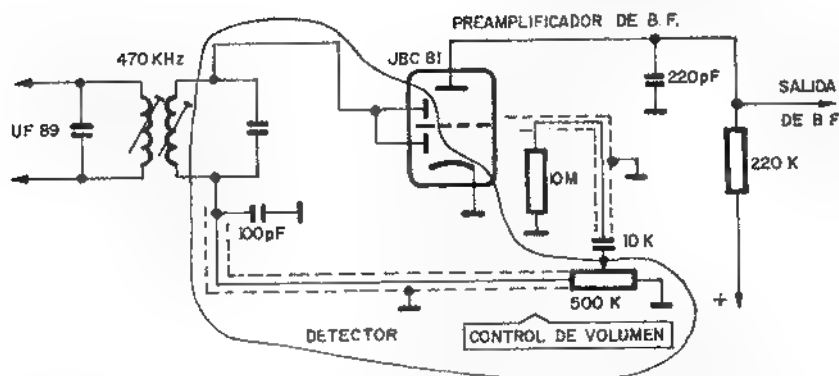 PREAMPLIFICADOR DE B.F.
470 KHz
JBC 81
220pF
SALIDA
DE B.F
UF 89
10M
220 K
100pF
10K
500 K
+
DETECTOR
CONTROL DE VOLUMEN